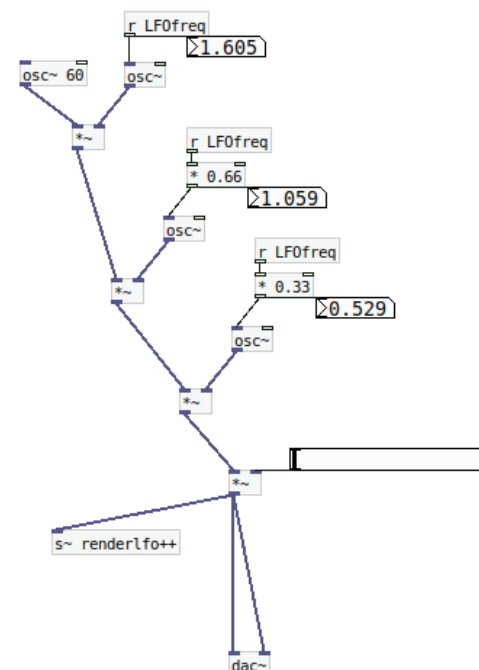 r LFOfreq
1.605
osc~ 60
osc~
*~
r LFOfreq
* 0.66
1.059
osc~
r LFOfreq
* 0.33
*~
0.529
osc~
*~
*~
s~ renderlfo++
dac~